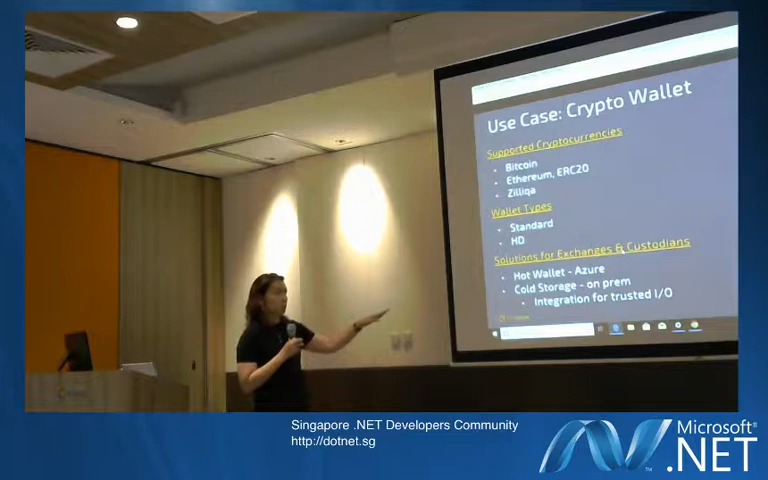 Use Case: Crypto Wallet
Supported Cryptocurrencies
Bitcoin
Ethereum, ERC20
Zilliqa
Wallet Types
Standard
HD
Solutions for Exchanges & Custodians
Hot Wallet - Azure
Cold Storage - on prem
Integration for trusted I/O
Singapore .NET Developers Community
http://dotnet.sg
Microsoft®
.NET